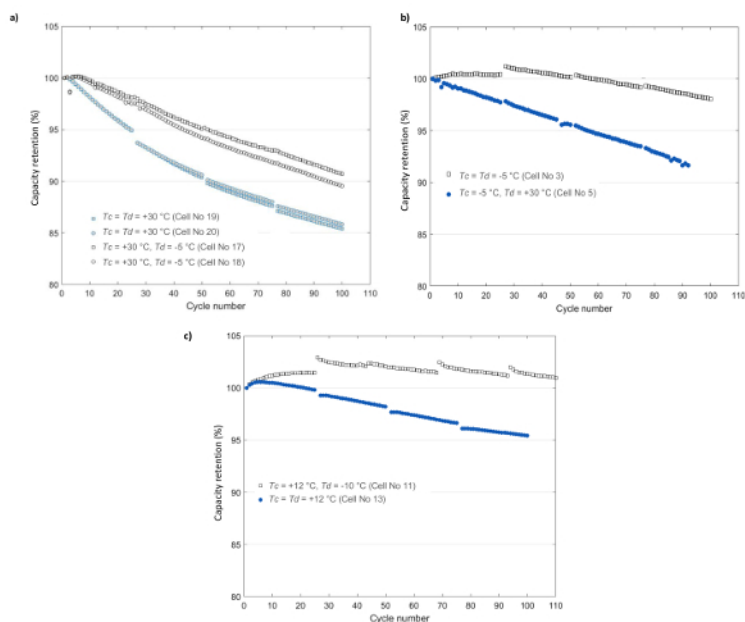 a)
105
100
95
90
85
80
Capacity retention (%)
Tc = Td = +30 °C (Cell No 19)
Tc = Td = +30 °C (Cell No 20)
Tc = +30 °C, Td = -5 °C (Cell No 17)
Tc = +30 °C, Td = -5 °C (Cell No 18)
0 10 20 30 40 50 60 70 80 90 100 110
Cycle number
b)
105
100
95
90
85
80
Capacity retention (%)
Tc = Td = -5 °C (Cell No 3)
Tc = -5 °C, Td = +30 °C (Cell No 5)
0 10 20 30 40 50 60 70 80 90 100 110
Cycle number
c)
105
100
95
90
85
80
Capacity retention (%)
Tc = +12 °C, Td = -10 °C (Cell No 11)
Tc = Td = +12 °C (Cell No 13)
0 10 20 30 40 50 60 70 80 90 100 110
Cycle number